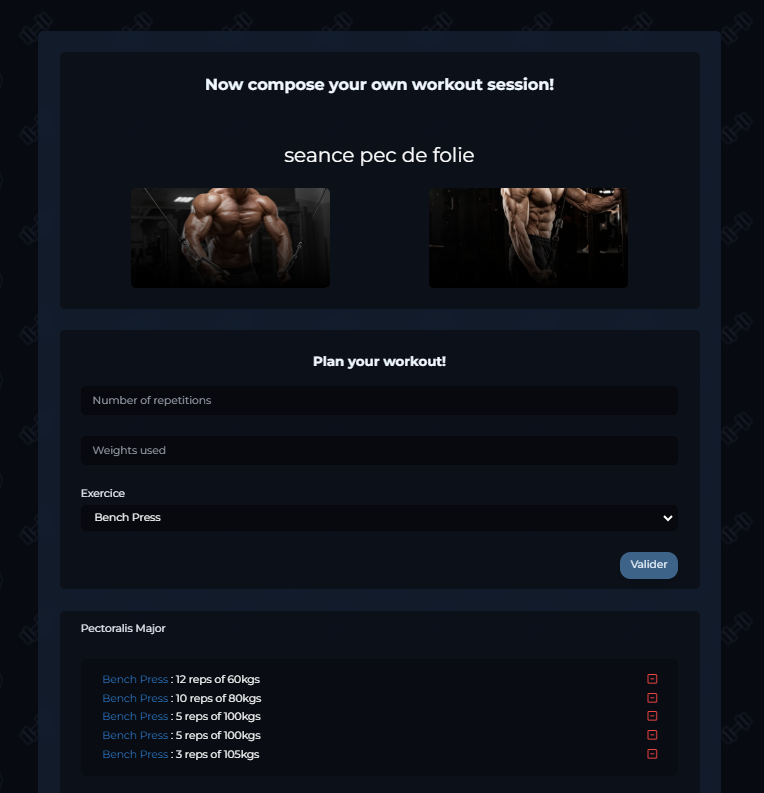 Now compose your own workout session!
seance pec de folie
Plan your workout!
Number of repetitions
Weights used
Exercice
Bench Press
Valider
Pectoralis Major
Bench Press : 12 reps of 60kgs
Bench Press : 10 reps of 80kgs
Bench Press : 5 reps of 100kgs
Bench Press : 5 reps of 100kgs
Bench Press : 3 reps of 105kgs